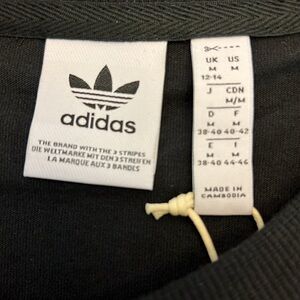 adidas
THE BRAND WITH THE 3 STRIPES
DIE WELTMARKE MIT DEN 3 STREIFEN
LA MARQUE AUX 3 BANDES
UK US
M M
12-14
J CDN
M M/M
D F
M M
38-40 40-42
E I
M M
38-40 44-46
MADE IN
CAMBODIA